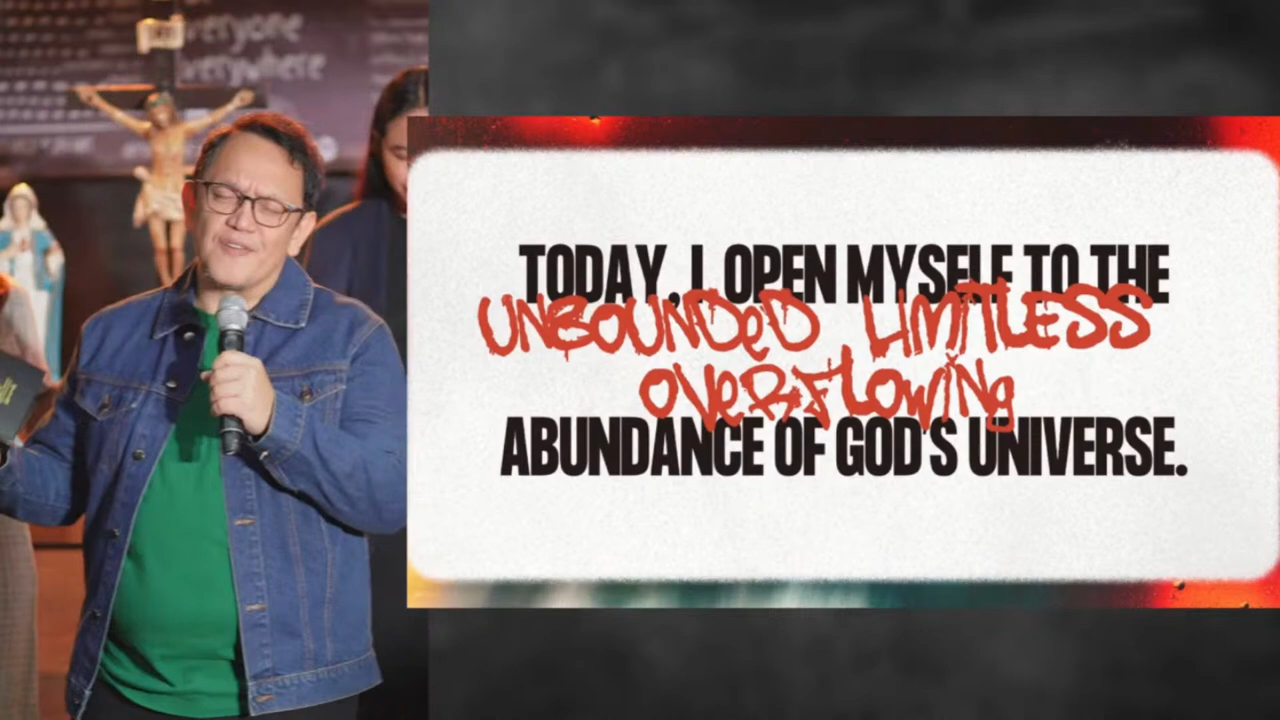 everyone
everywhere
TODAY, I OPEN MYSELF TO THE
UNBOUNDeD LIMITLESS
OVeRFlowiNg
ABUNDANCE OF GOD'S UNIVERSE.